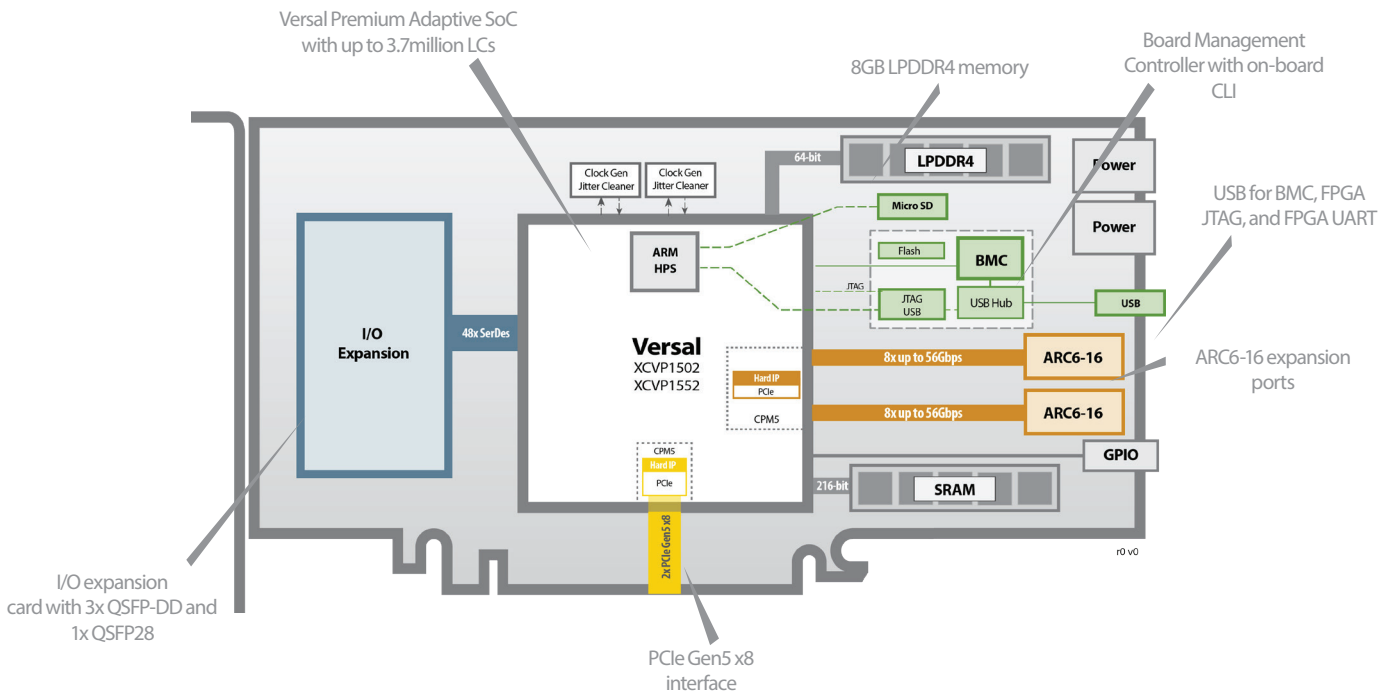 Versal Premium Adaptive SoC
with up to 3.7million LCs
8GB LPDDR4 memory
Board Management
Controller with on-board
CLI
64-bit
LPDDR4
Power
Clock Gen
Jitter Cleaner
Clock Gen
Jitter Cleaner
USB for BMC, FPGA
JTAG, and FPGA UART
Micro SD
Power
ARM
HPS
Flash
BMC
JTAG
JTAG
USB
USB Hub
USB
I/O
Expansion
48x SerDes
Versal
XCVP1502
XCVP1552
8x up to 56Gbps
ARC6-16
ARC6-16 expansion
ports
Hard IP
PCIe
CPM5
8x up to 56Gbps
ARC6-16
CPM5
Hard IP
PCIe
GPIO
216-bit
SRAM
2x PCIe Gen5 x8
r0 v0
I/O expansion
card with 3x QSFP-DD and
1x QSFP28
PCIe Gen5 x8
interface